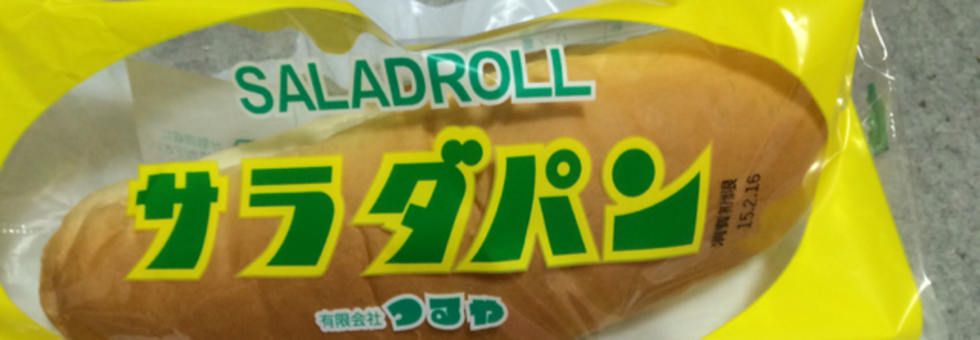 SALADROLL
サラダパン
消費期限
15.2.16
有限会社 つるや